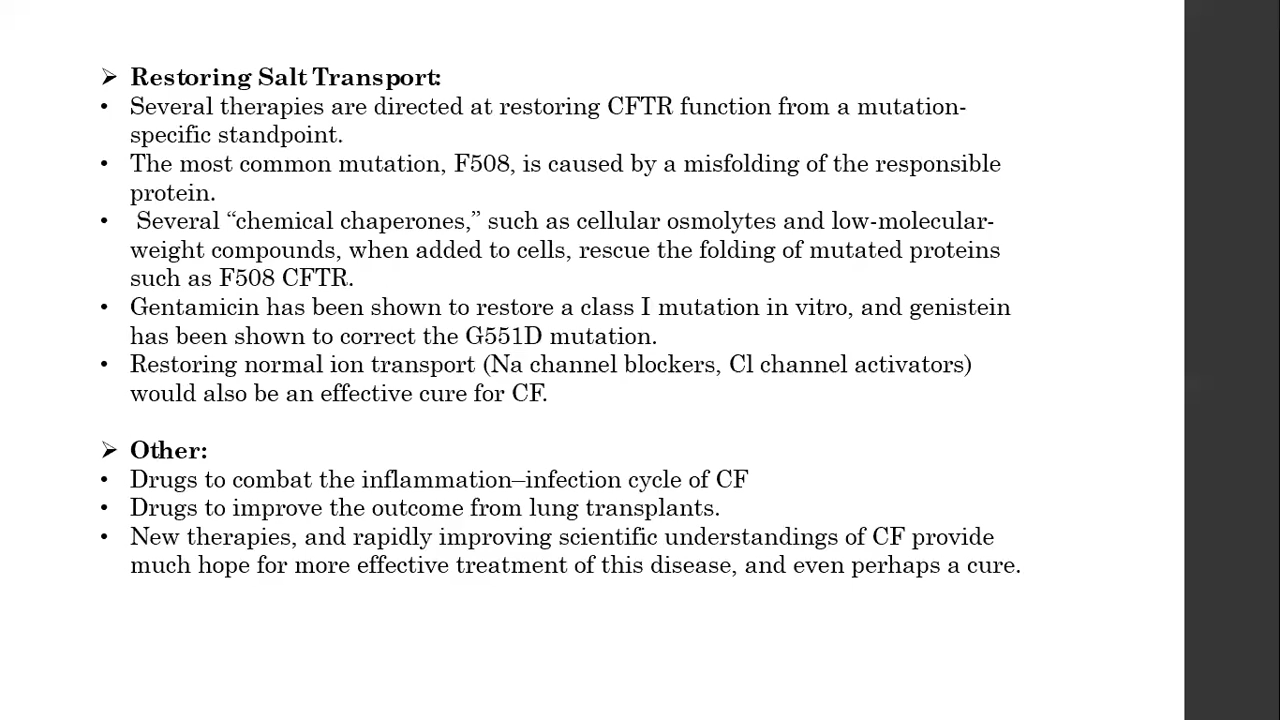 ➢ Restoring Salt Transport:
• Several therapies are directed at restoring CFTR function from a mutation-
specific standpoint.
• The most common mutation, F508, is caused by a misfolding of the responsible
protein.
• Several “chemical chaperones,” such as cellular osmolytes and low-molecular-
weight compounds, when added to cells, rescue the folding of mutated proteins
such as F508 CFTR.
• Gentamicin has been shown to restore a class I mutation in vitro, and genistein
has been shown to correct the G551D mutation.
• Restoring normal ion transport (Na channel blockers, Cl channel activators)
would also be an effective cure for CF.
➢ Other:
• Drugs to combat the inflammation–infection cycle of CF
• Drugs to improve the outcome from lung transplants.
• New therapies, and rapidly improving scientific understandings of CF provide
much hope for more effective treatment of this disease, and even perhaps a cure.